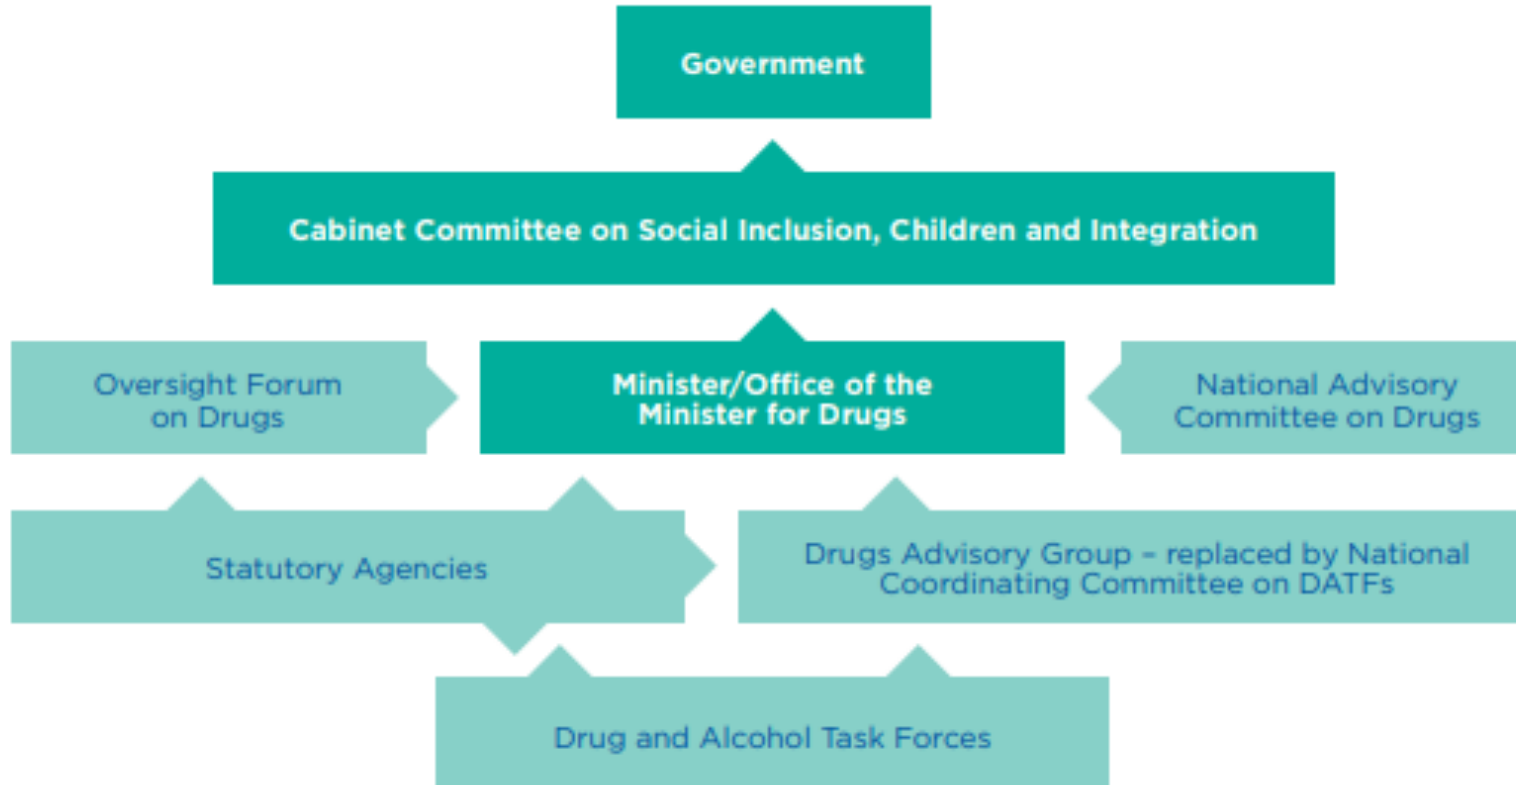 Government
Cabinet Committee on Social Inclusion, Children and Integration
Oversight Forum
on Drugs
Minister/Office of the
Minister for Drugs
National Advisory
Committee on Drugs
Statutory Agencies
Drugs Advisory Group – replaced by National
Coordinating Committee on DATFs
Drug and Alcohol Task Forces